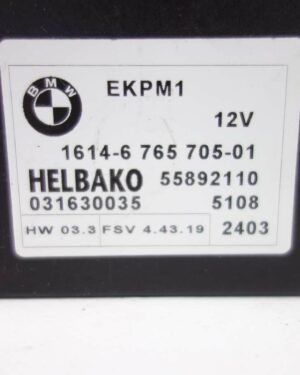 BMW
EKPM1
12V
1614-6 765 705-01
HELBAKO 55892110
031630035 5108
HW 03.3 FSV 4.43.19 2403